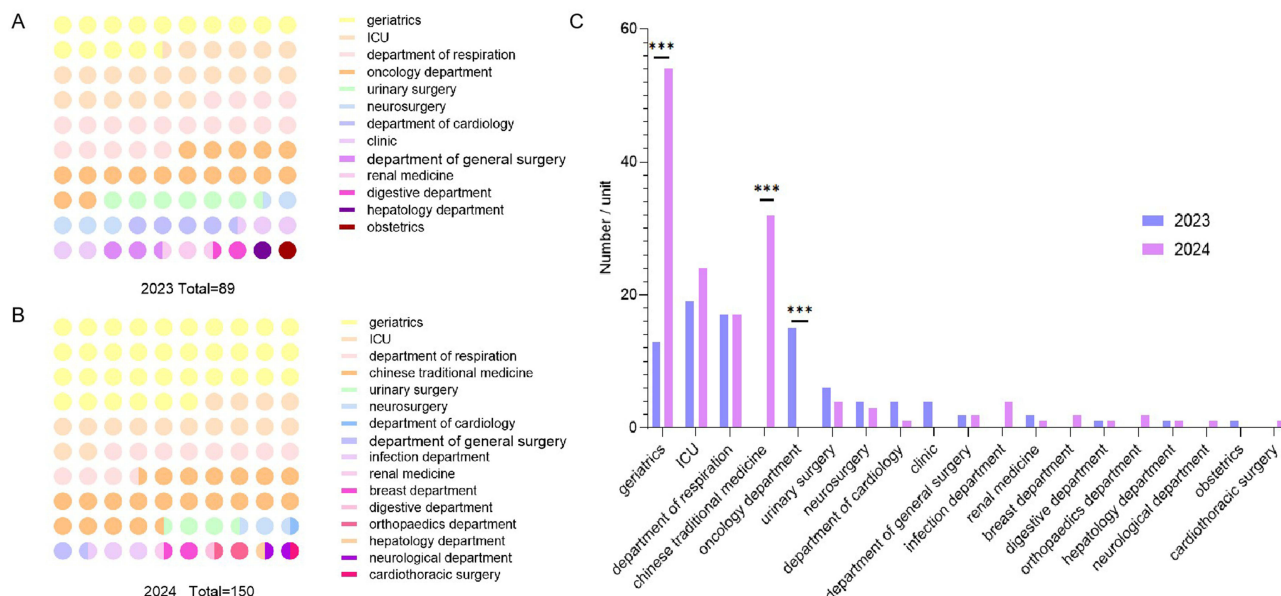 A
geriatrics
ICU
department of respiration
oncology department
urinary surgery
neurosurgery
department of cardiology
clinic
department of general surgery
renal medicine
digestive department
hepatology department
obstetrics
2023 Total=89
B
geriatrics
ICU
department of respiration
chinese traditional medicine
urinary surgery
neurosurgery
department of cardiology
department of general surgery
infection department
renal medicine
breast department
digestive department
orthopaedics department
hepatology department
neurological department
cardiothoracic surgery
2024 Total=150
C
Number / unit
60
40
20
0
***
***
***
2023
2024
geriatrics
ICU
department of respiration
chinese traditional medicine
oncology department
urinary surgery
neurosurgery
department of cardiology
clinic
department of general surgery
infection department
renal medicine
breast department
digestive department
orthopaedics department
hepatology department
neurological department
obstetrics
cardiothoracic surgery